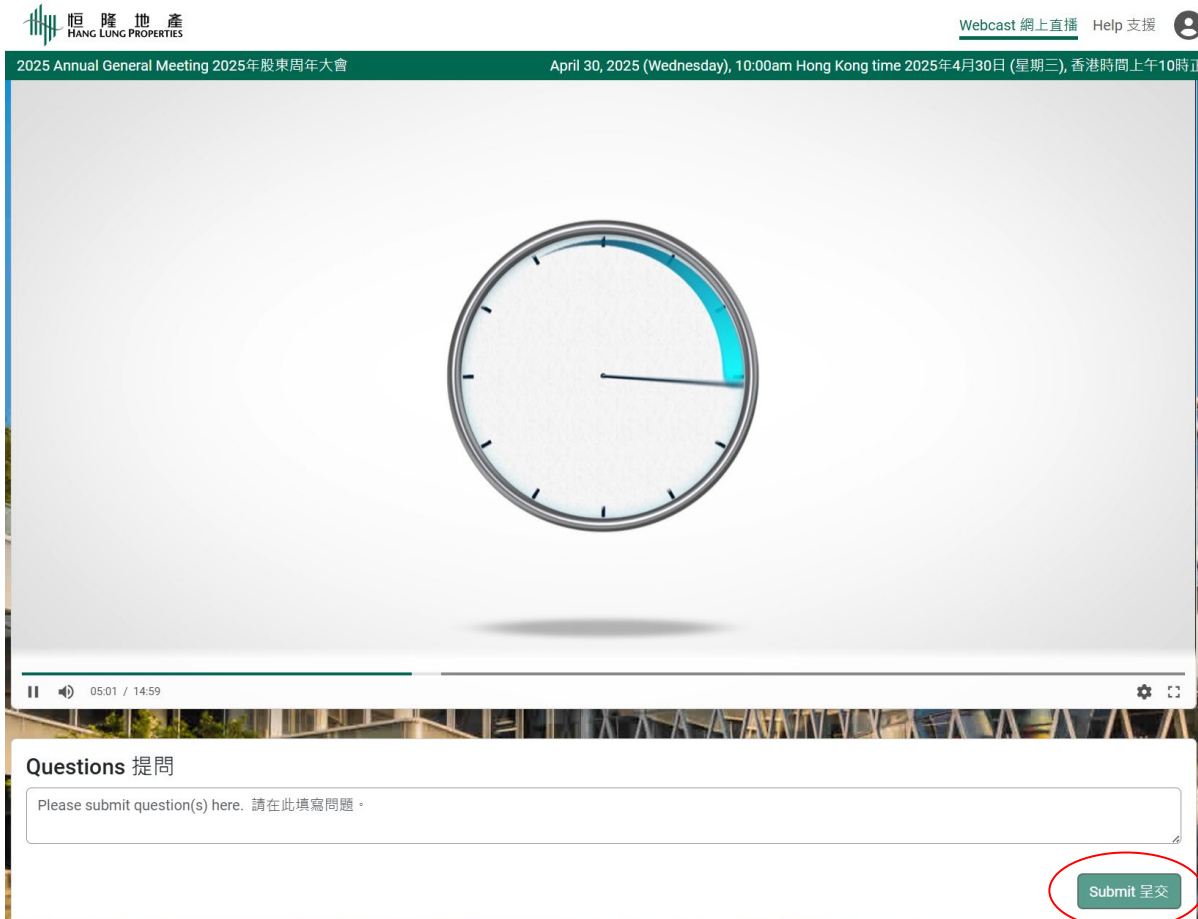 恒隆地產
HANG LUNG PROPERTIES
Webcast 網上直播 Help 支援
2025 Annual General Meeting 2025年股東周年大會
April 30, 2025 (Wednesday), 10:00am Hong Kong time 2025年4月30日 (星期三), 香港時間上午10時正
05:01 / 14:59
Questions 提問
Please submit question(s) here. 請在此填寫問題。
Submit 呈交